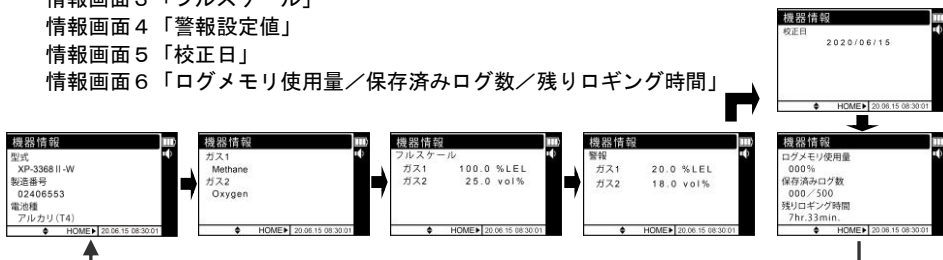 情報画面3「フルスケール」
情報画面4「警報設定値」
情報画面5「校正日」
情報画面6「ログメモリ使用量/保存済みログ数/残りロギング時間」
機器情報
校正日
2020/06/15
HOME 20.06.15 08:30:01
機器情報
型式
XP-3368Ⅱ-W
製造番号
02406553
電池種
アルカリ(T4)
HOME 20.06.15 08:30:01
機器情報
ガス1
Methane
ガス2
Oxygen
HOME 20.06.15 08:30:01
機器情報
フルスケール
ガス1 100.0 %LEL
ガス2 25.0 vol%
HOME 20.06.15 08:30:01
機器情報
警報
ガス1 20.0 %LEL
ガス2 18.0 vol%
HOME 20.06.15 08:30:01
機器情報
ログメモリ使用量
000%
保存済みログ数
000/500
残りロギング時間
7hr.33min.
HOME 20.06.15 08:30:01